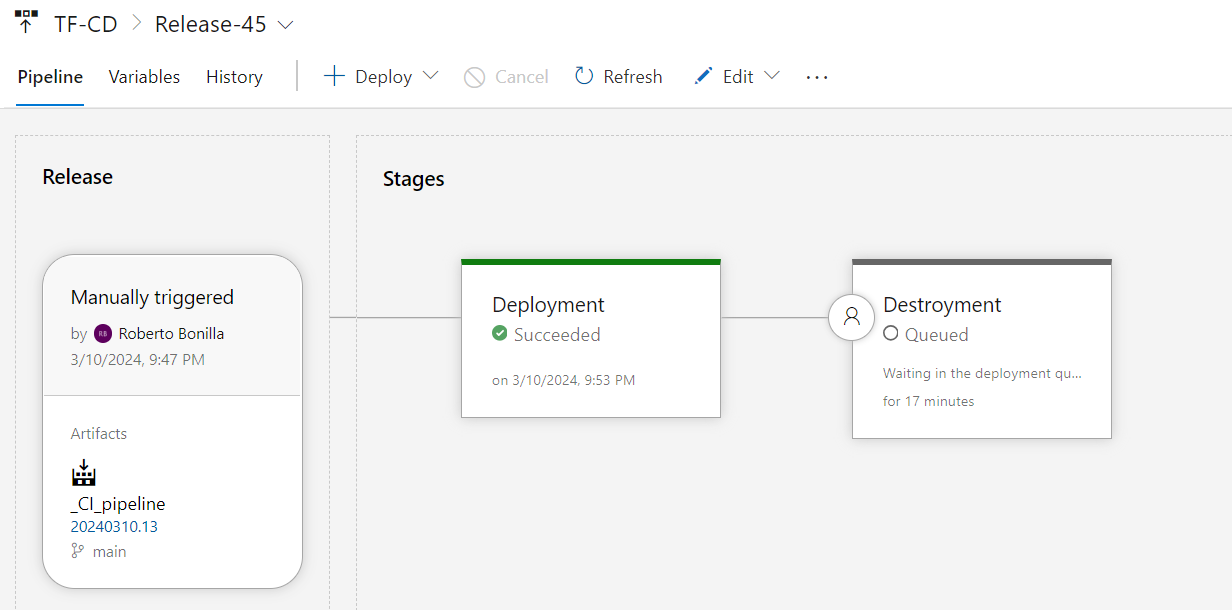 TF-CD > Release-45
Pipeline Variables History Deploy Cancel Refresh Edit ...
Release
Manually triggered
by RB Roberto Bonilla
3/10/2024, 9:47 PM
Artifacts
_CI_pipeline
20240310.13
main
Stages
Deployment
Succeeded
on 3/10/2024, 9:53 PM
Destroyment
Queued
Waiting in the deployment qu...
for 17 minutes